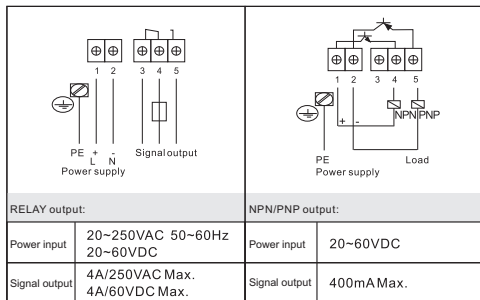 1 2 3 4 5
PE + - Signal output
L N
Power supply
1 2 3 4 5
+ - NPN PNP
PE Load
Power supply
RELAY output:
Power input 20~250VAC 50~60Hz
20~60VDC
Signal output 4A/250VAC Max.
4A/60VDC Max.
NPN/PNP output:
Power input 20~60VDC
Signal output 400mA Max.